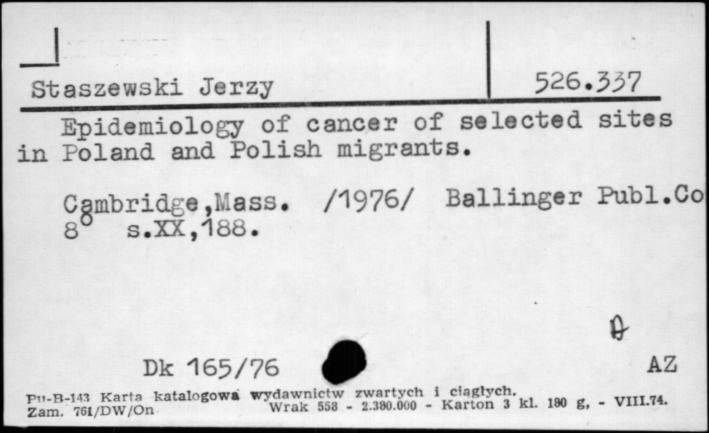 Staszewski Jerzy 526.337
Epidemiology of cancer of selected sites
in Poland and Polish migrants.
Cambridge,Mass. /1976/ Ballinger Publ.Co
8° s.XX,188.
Dk 165/76 AZ
Pu-B-143 Karta katalogowa wydawnictw zwartych i ciągłych.
Zam. 761/DW/On Wrak 558 - 2.380.000 - Karton 3 kl. 180 g, - VIII.74.